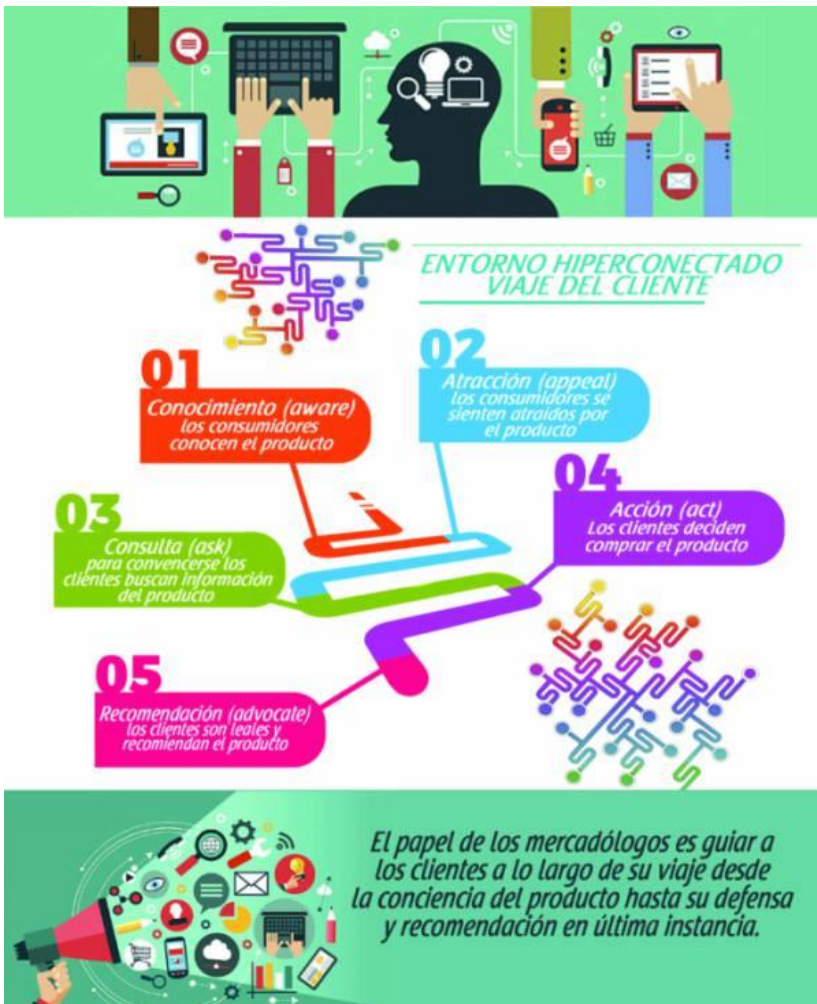 ENTORNO HIPERCONECTADO
VIAJE DEL CLIENTE
01
Conocimiento (aware)
los consumidores
conocen el producto
02
Atracción (appeal)
los consumidores se
sienten atraídos por
el producto
03
Consulta (ask)
para convencerse los
clientes buscan información
del producto
04
Acción (act)
Los clientes deciden
comprar el producto
05
Recomendación (advocate)
los clientes son leales y
recomiendan el producto
El papel de los mercadólogos es guiar a
los clientes a lo largo de su viaje desde
la conciencia del producto hasta su defensa
y recomendación en última instancia.